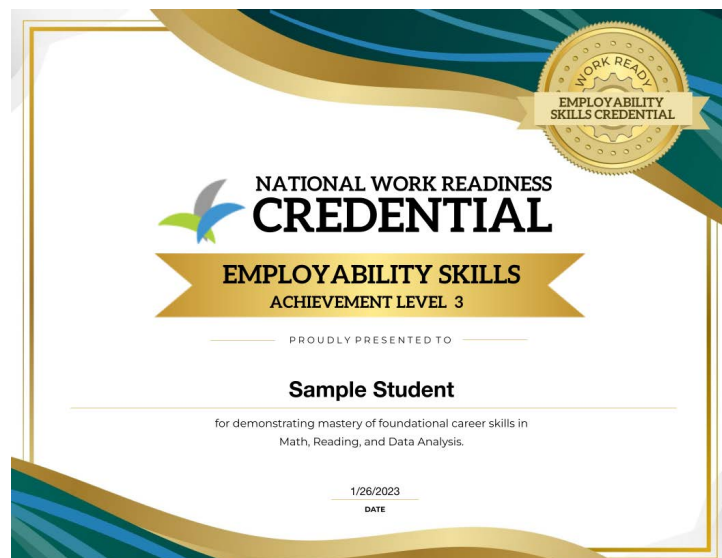 WORK READY
EMPLOYABILITY
SKILLS CREDENTIAL
NATIONAL WORK READINESS
CREDENTIAL
EMPLOYABILITY SKILLS
ACHIEVEMENT LEVEL 3
PROUDLY PRESENTED TO
Sample Student
for demonstrating mastery of foundational career skills in
Math, Reading, and Data Analysis.
1/26/2023
DATE